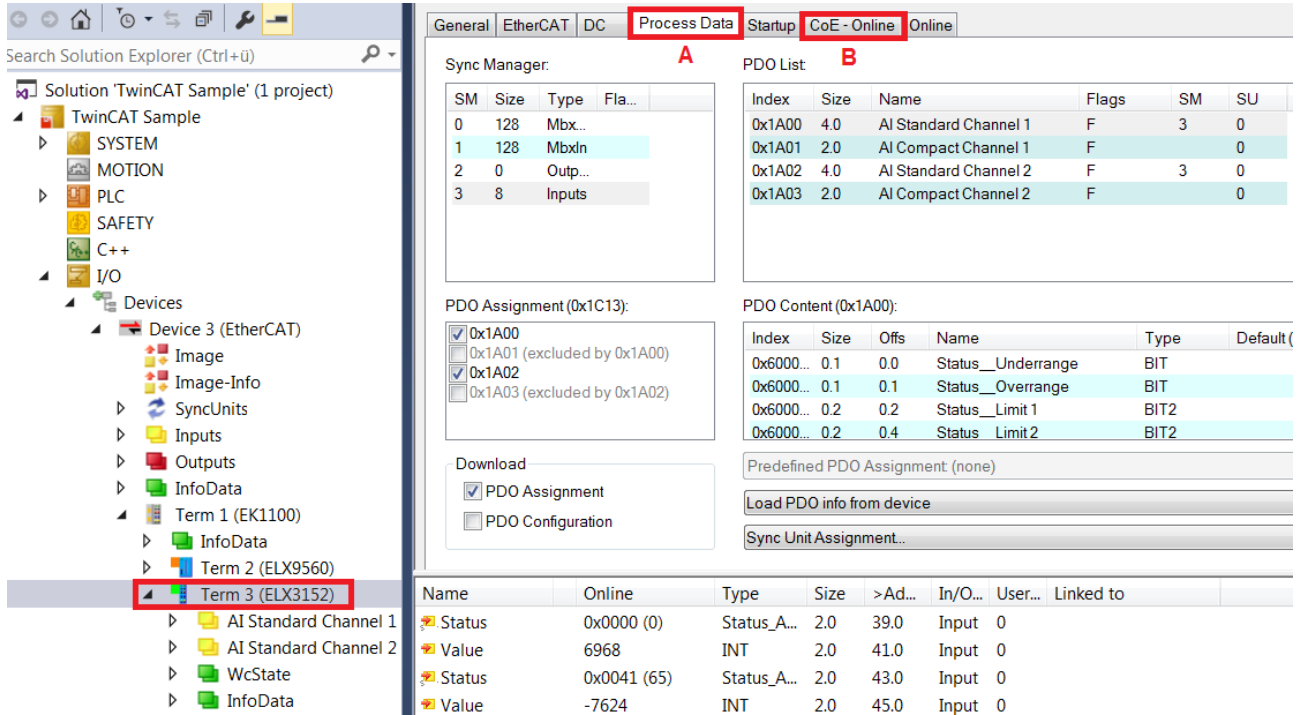 Search Solution Explorer (Ctrl+ü)
Solution 'TwinCAT Sample' (1 project)
TwinCAT Sample
SYSTEM
MOTION
PLC
SAFETY
C++
I/O
Devices
Device 3 (EtherCAT)
Image
Image-Info
SyncUnits
Inputs
Outputs
InfoData
Term 1 (EK1100)
InfoData
Term 2 (ELX9560)
Term 3 (ELX3152)
AI Standard Channel 1
AI Standard Channel 2
WcState
InfoData
General EtherCAT DC Process Data Startup CoE - Online Online
A B
Sync Manager:
SM Size Type Fla...
0 128 Mbx...
1 128 MbxIn
2 0 Outp...
3 8 Inputs
PDO List:
Index Size Name Flags SM SU
0x1A00 4.0 AI Standard Channel 1 F 3 0
0x1A01 2.0 AI Compact Channel 1 F 0
0x1A02 4.0 AI Standard Channel 2 F 3 0
0x1A03 2.0 AI Compact Channel 2 F 0
PDO Assignment (0x1C13):
0x1A00
0x1A01 (excluded by 0x1A00)
0x1A02
0x1A03 (excluded by 0x1A02)
PDO Content (0x1A00):
Index Size Offs Name Type Default (
0x6000... 0.1 0.0 Status__Underrange BIT
0x6000... 0.1 0.1 Status__Overrange BIT
0x6000... 0.2 0.2 Status__Limit 1 BIT2
0x6000... 0.2 0.4 Status__Limit 2 BIT2
Download
PDO Assignment
PDO Configuration
Predefined PDO Assignment: (none)
Load PDO info from device
Sync Unit Assignment...
Name Online Type Size >Ad... In/O... User... Linked to
Status 0x0000 (0) Status_A... 2.0 39.0 Input 0
Value 6968 INT 2.0 41.0 Input 0
Status 0x0041 (65) Status_A... 2.0 43.0 Input 0
Value -7624 INT 2.0 45.0 Input 0